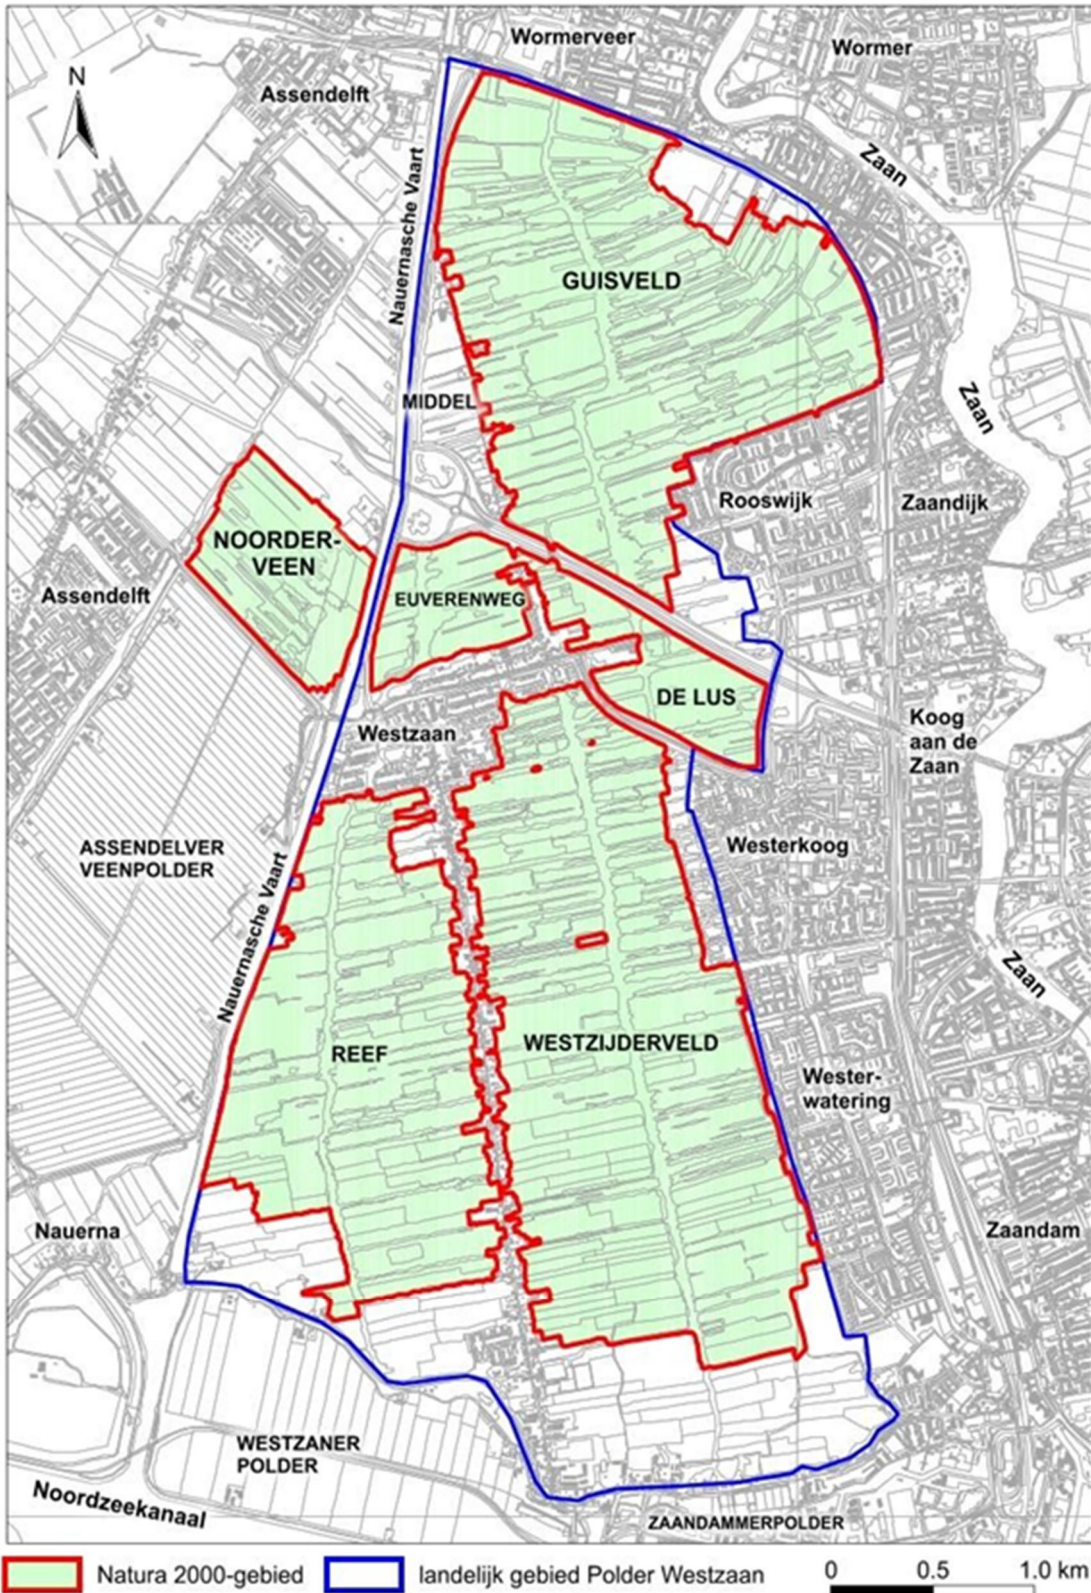 Wormerveer
Wormer
N
Assendelft
Zaan
Nauernasche Vaart
GUISVELD
MIDDEL
Zaan
Rooswijk
Zaandijk
NOORDER-
VEEN
Assendelft
EUVERENWEG
DE LUS
Westzaan
Koog
aan de
Zaan
ASSENDELVER
VEENPOLDER
Westerkoog
Nauernasche Vaart
Zaan
REEF
WESTZIJDERVELD
Wester-
watering
Nauerna
Zaandam
WESTZANER
POLDER
Noordzeekanaal
ZAANDAMMERPOLDER
Natura 2000-gebied
landelijk gebied Polder Westzaan
0 0.5 1.0 km